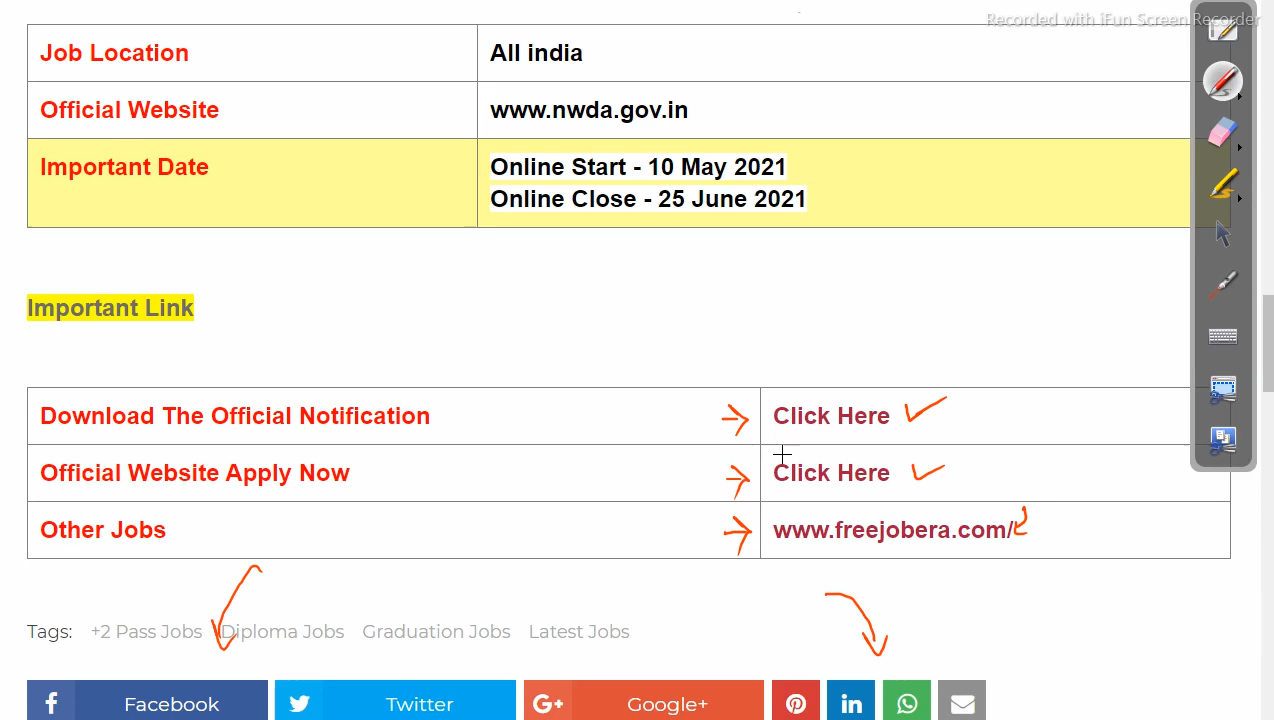 Recorded with iFun Screen Recorder
Job Location All india
Official Website www.nwda.gov.in
Important Date Online Start - 10 May 2021
Online Close - 25 June 2021
Important Link
Download The Official Notification Click Here
Official Website Apply Now Click Here
Other Jobs www.freejobera.com/
Tags: +2 Pass Jobs Diploma Jobs Graduation Jobs Latest Jobs
Facebook Twitter Google+